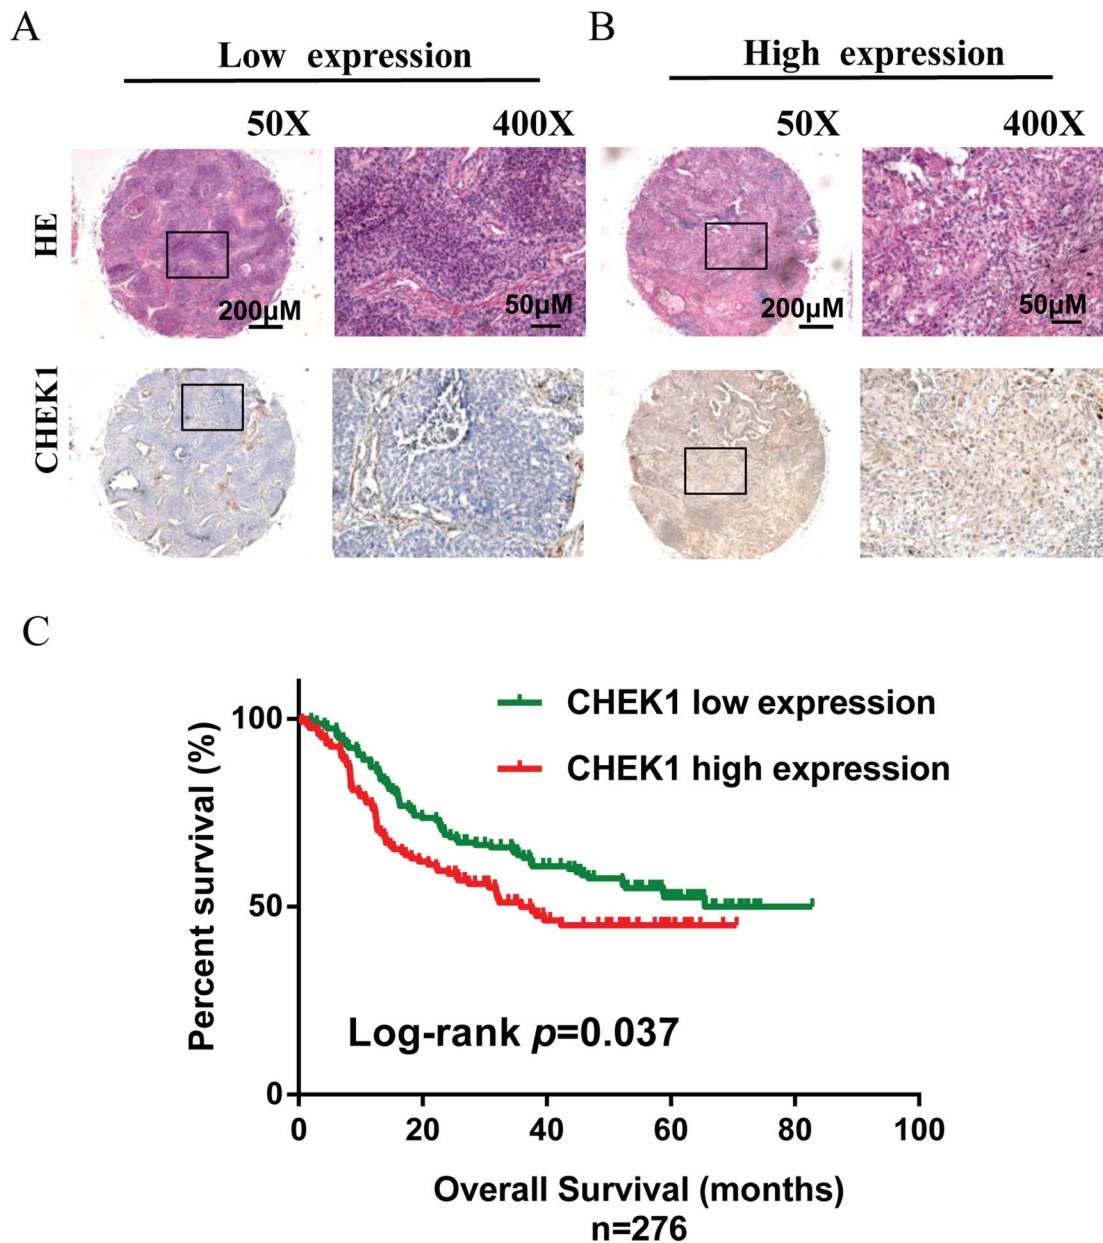 A
Low expression
50X
400X
B
High expression
50X
400X
HE
200µM
50µM
200µM
50µM
CHEK1
C
CHEK1 low expression
CHEK1 high expression
Percent survival (%)
100
50
0
Log-rank p=0.037
0
20
40
60
80
100
Overall Survival (months)
n=276